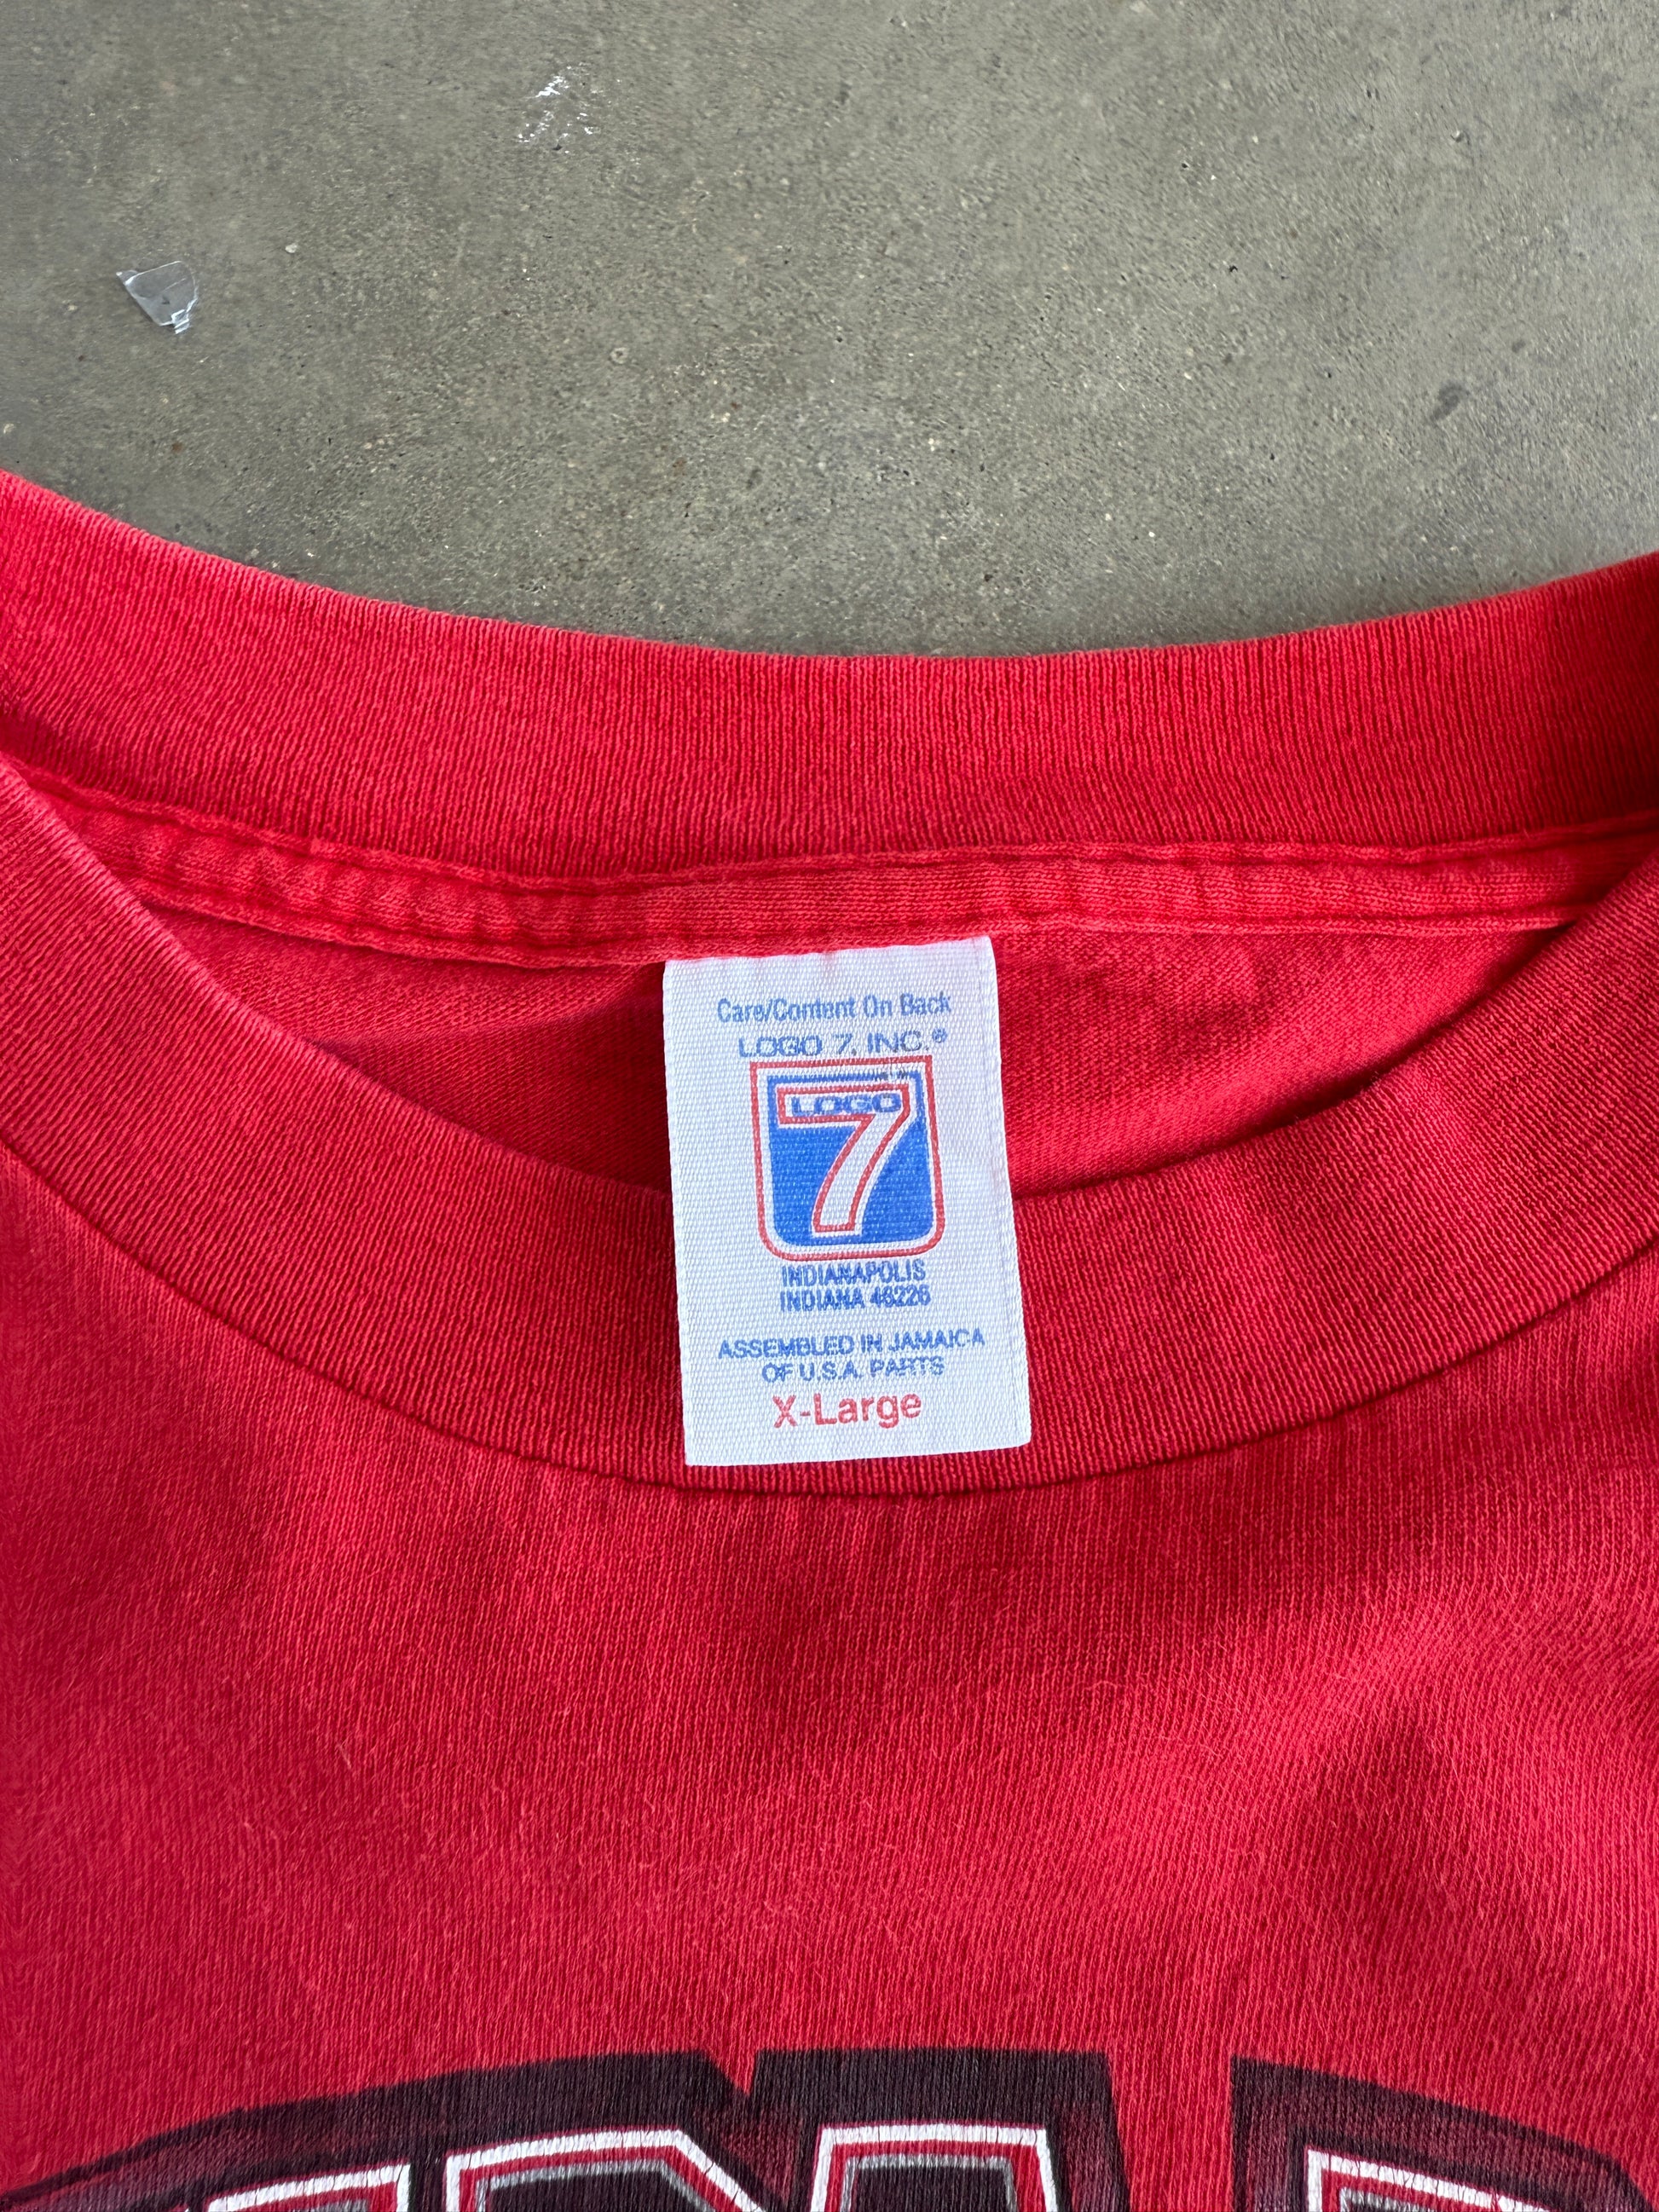 Care/Content On Back
LOGO 7, INC.®
LOGO
7
INDIANAPOLIS
INDIANA 46226
ASSEMBLED IN JAMAICA
OF U.S.A. PARTS
X-Large